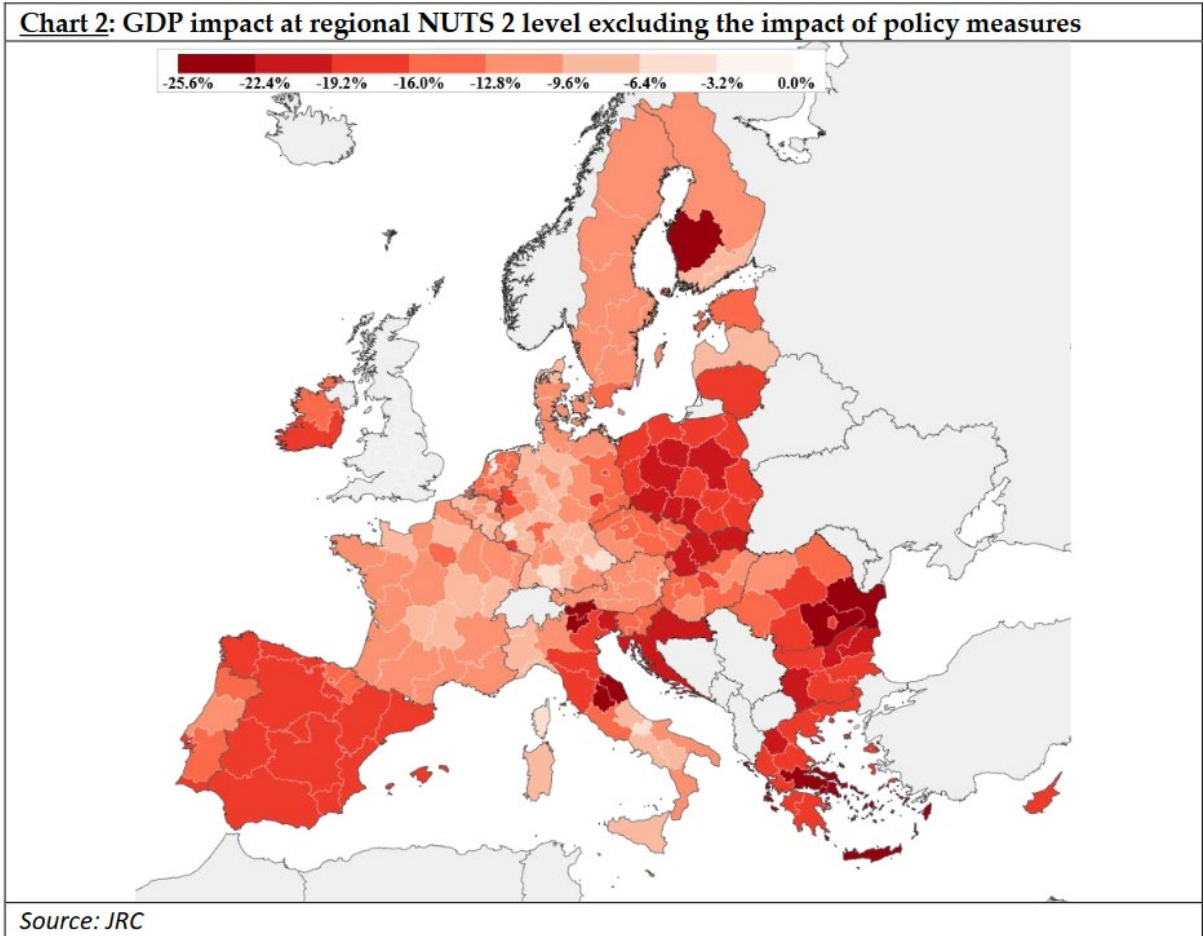 Chart 2: GDP impact at regional NUTS 2 level excluding the impact of policy measures
-25.6% -22.4% -19.2% -16.0% -12.8% -9.6% -6.4% -3.2% 0.0%
Source: JRC